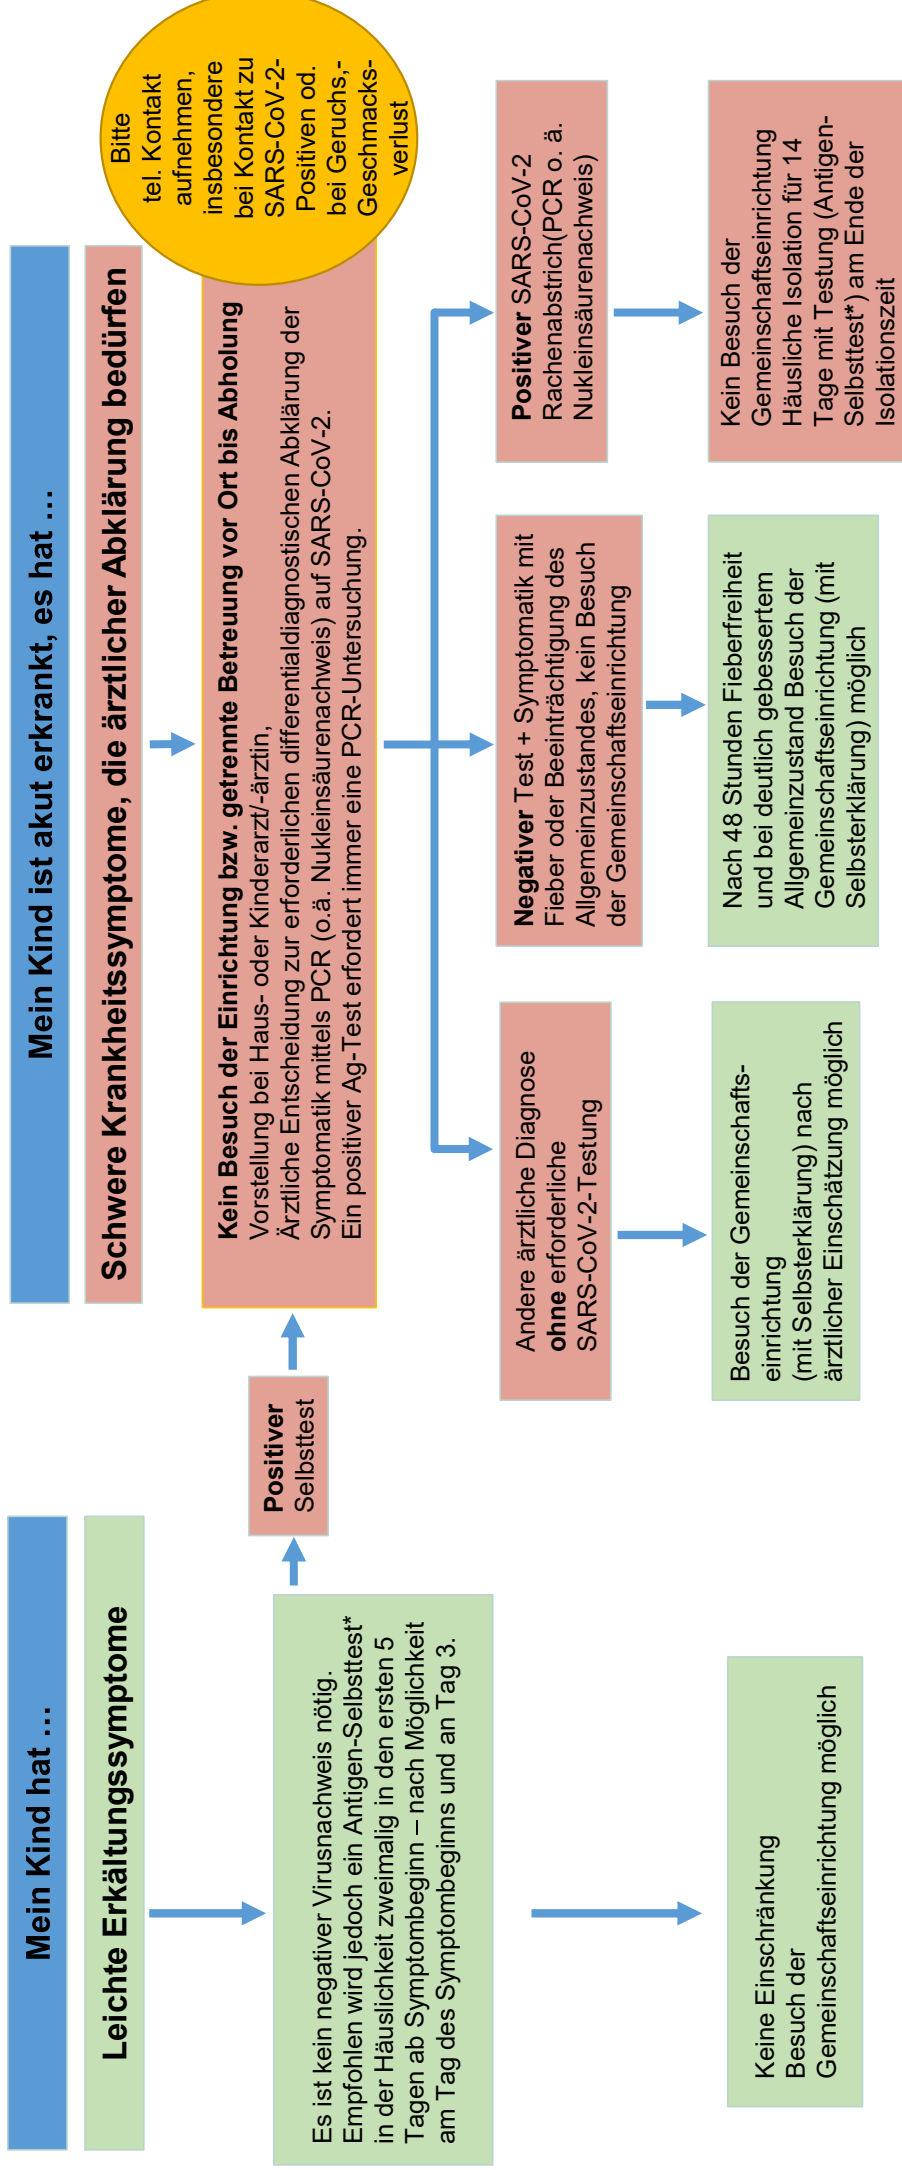 Mein Kind hat …
Leichte Erkältungssymptome
Es ist kein negativer Virusnachweis nötig.
Empfohlen wird jedoch ein Antigen-Selbsttest*
in der Häuslichkeit zweimalig in den ersten 5
Tagen ab Symptombeginn – nach Möglichkeit
am Tag des Symptombeginns und an Tag 3.
Keine Einschränkung
Besuch der
Gemeinschaftseinrichtung möglich
Positiver
Selbsttest
Mein Kind ist akut erkrankt, es hat …
Schwere Krankheitssymptome, die ärztlicher Abklärung bedürfen
Kein Besuch der Einrichtung bzw. getrennte Betreuung vor Ort bis Abholung
Vorstellung bei Haus- oder Kinderarzt/-ärztin,
Ärztliche Entscheidung zur erforderlichen differentialdiagnostischen Abklärung der
Symptomatik mittels PCR (o.ä. Nukleinsäurenachweis) auf SARS-CoV-2.
Ein positiver Ag-Test erfordert immer eine PCR-Untersuchung.
Bitte
tel. Kontakt
aufnehmen,
insbesondere
bei Kontakt zu
SARS-CoV-2-
Positiven od.
bei Geruchs,-
Geschmacks-
verlust
Andere ärztliche Diagnose
ohne erforderliche
SARS-CoV-2-Testung
Besuch der Gemeinschafts-
einrichtung
(mit Selbsterklärung) nach
ärztlicher Einschätzung möglich
Negativer Test + Symptomatik mit
Fieber oder Beeinträchtigung des
Allgemeinzustandes, kein Besuch
der Gemeinschaftseinrichtung
Nach 48 Stunden Fieberfreiheit
und bei deutlich gebessertem
Allgemeinzustand Besuch der
Gemeinschaftseinrichtung (mit
Selbsterklärung) möglich
Positiver SARS-CoV-2
Rachenabstrich(PCR o. ä.
Nukleinsäurenachweis)
Kein Besuch der
Gemeinschaftseinrichtung
Häusliche Isolation für 14
Tage mit Testung (Antigen-
Selbsttest*) am Ende der
Isolationszeit